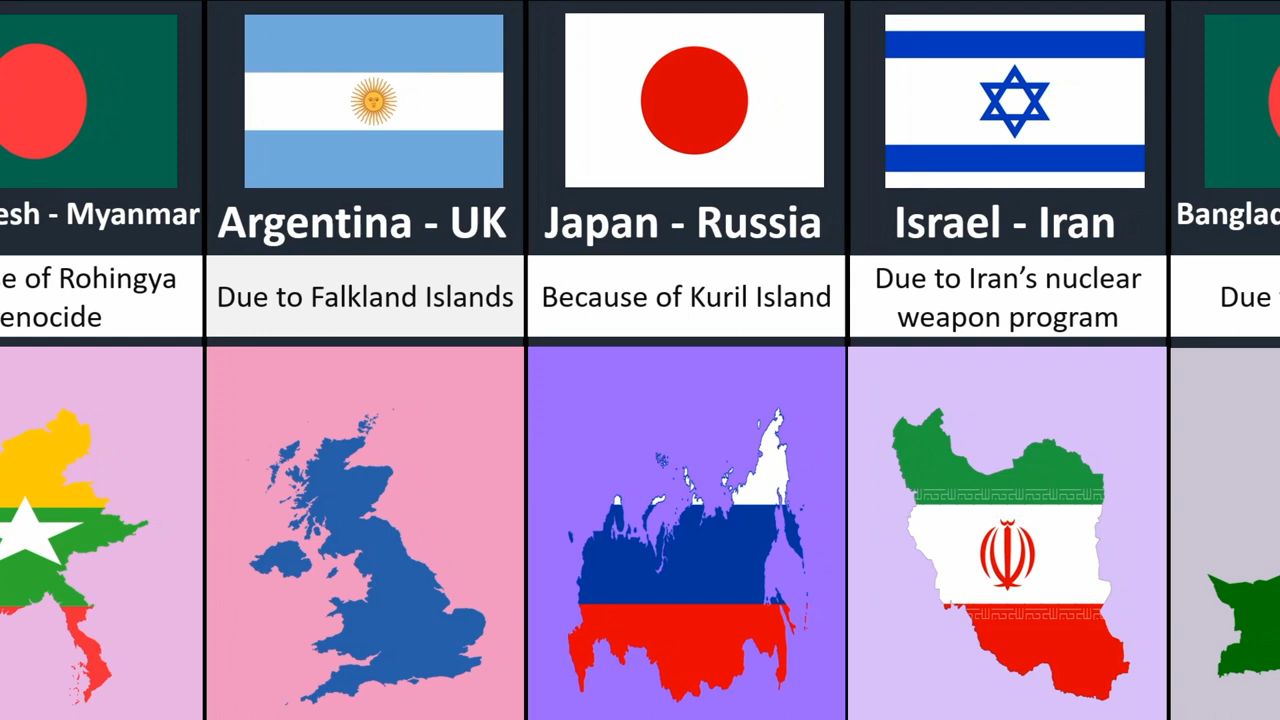 esh - Myanmar
Argentina - UK
Japan - Russia
Israel - Iran
Banglad
e of Rohingya
enocide
Due to Falkland Islands
Because of Kuril Island
Due to Iran’s nuclear
weapon program
Due